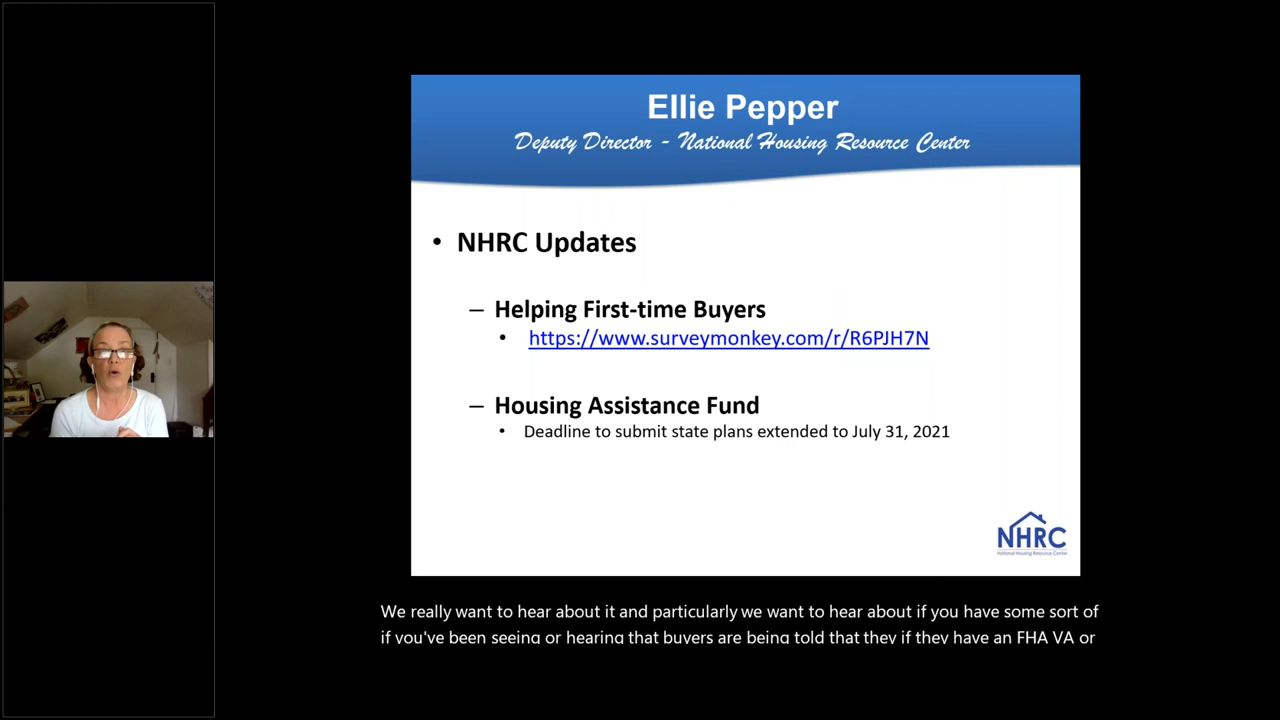 Ellie Pepper
Deputy Director - National Housing Resource Center
• NHRC Updates
– Helping First-time Buyers
• https://www.surveymonkey.com/r/R6PJH7N
– Housing Assistance Fund
• Deadline to submit state plans extended to July 31, 2021
NHRC
National Housing Resource Center
We really want to hear about it and particularly we want to hear about if you have some sort of
if you've been seeing or hearing that buyers are being told that they if they have an FHA VA or